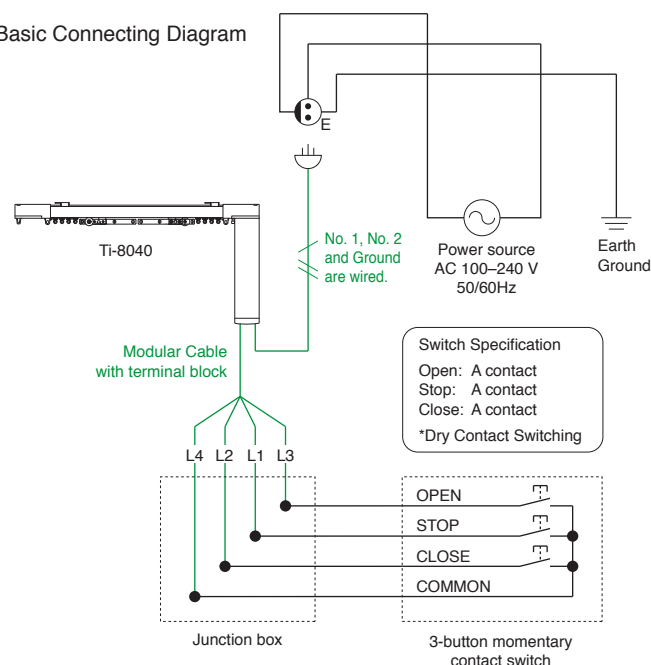 Basic Connecting Diagram
E
Ti-8040
No. 1, No. 2
and Ground
are wired.
Power source
AC 100–240 V
50/60Hz
Earth
Ground
Modular Cable
with terminal block
Switch Specification
Open: A contact
Stop: A contact
Close: A contact
*Dry Contact Switching
L4 L2 L1 L3
OPEN
STOP
CLOSE
COMMON
Junction box
3-button momentary
contact switch